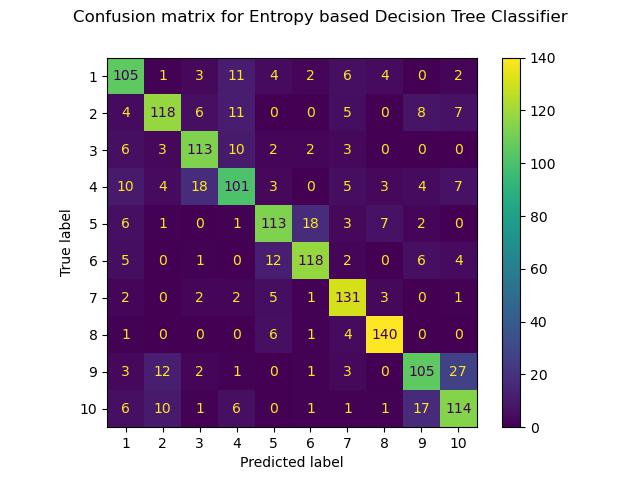 Confusion matrix for Entropy based Decision Tree Classifier
140
1 105 1 3 11 4 2 6 4 0 2
2 4 118 6 11 0 0 5 0 8 7 120
3 6 3 113 10 2 2 3 0 0 0 100
4 10 4 18 101 3 0 5 3 4 7
5 6 1 0 1 113 18 3 7 2 0 80
True label
6 5 0 1 0 12 118 2 0 6 4 60
7 2 0 2 2 5 1 131 3 0 1
8 1 0 0 0 6 1 4 140 0 0 40
9 3 12 2 1 0 1 3 0 105 27 20
10 6 10 1 6 0 1 1 1 17 114
0
1 2 3 4 5 6 7 8 9 10
Predicted label